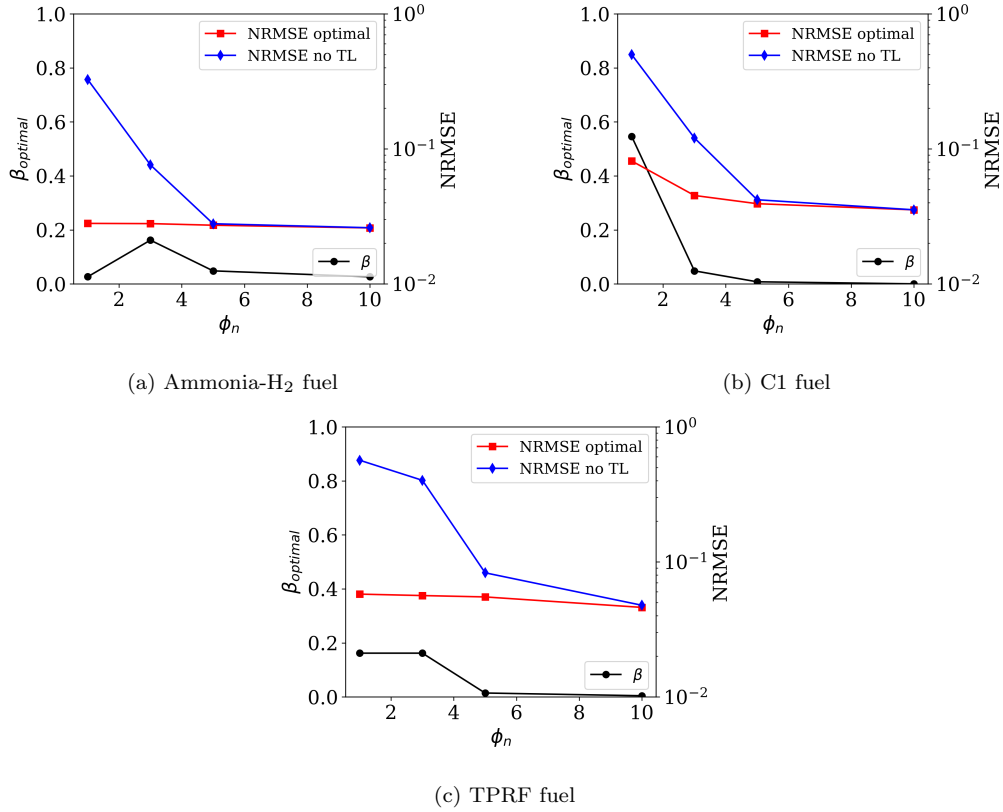 1.0
0.8
0.6
0.4
0.2
0.0
β_optimal
2 4 6 8 10
ϕ_n
10^0
10^−1
10^−2
NRMSE
NRMSE optimal
NRMSE no TL
β
(a) Ammonia-H₂ fuel
1.0
0.8
0.6
0.4
0.2
0.0
β_optimal
2 4 6 8 10
ϕ_n
10^0
10^−1
10^−2
NRMSE
NRMSE optimal
NRMSE no TL
β
(b) C1 fuel
1.0
0.8
0.6
0.4
0.2
0.0
β_optimal
2 4 6 8 10
ϕ_n
10^0
10^−1
10^−2
NRMSE
NRMSE optimal
NRMSE no TL
β
(c) TPRF fuel